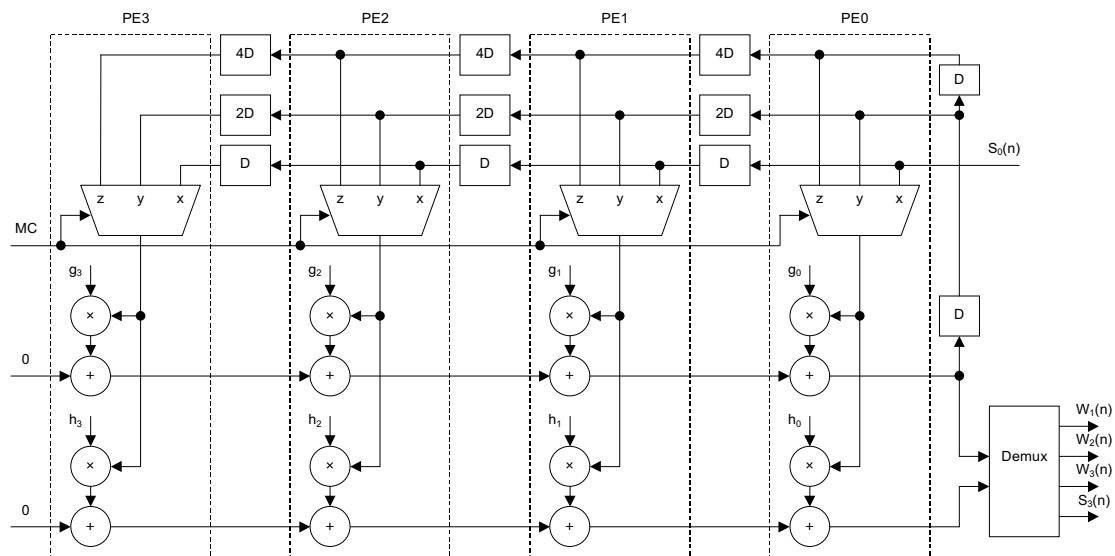 PE3 PE2 PE1 PE0
4D 4D 4D
D
2D 2D 2D
D D D S₀(n)
z y x z y x z y x z y x
MC
g₃ g₂ g₁ g₀
× × × ×
D
0
+ + + +
h₃ h₂ h₁ h₀
W₁(n)
× × × × Demux W₂(n)
W₃(n)
S₃(n)
0
+ + + +